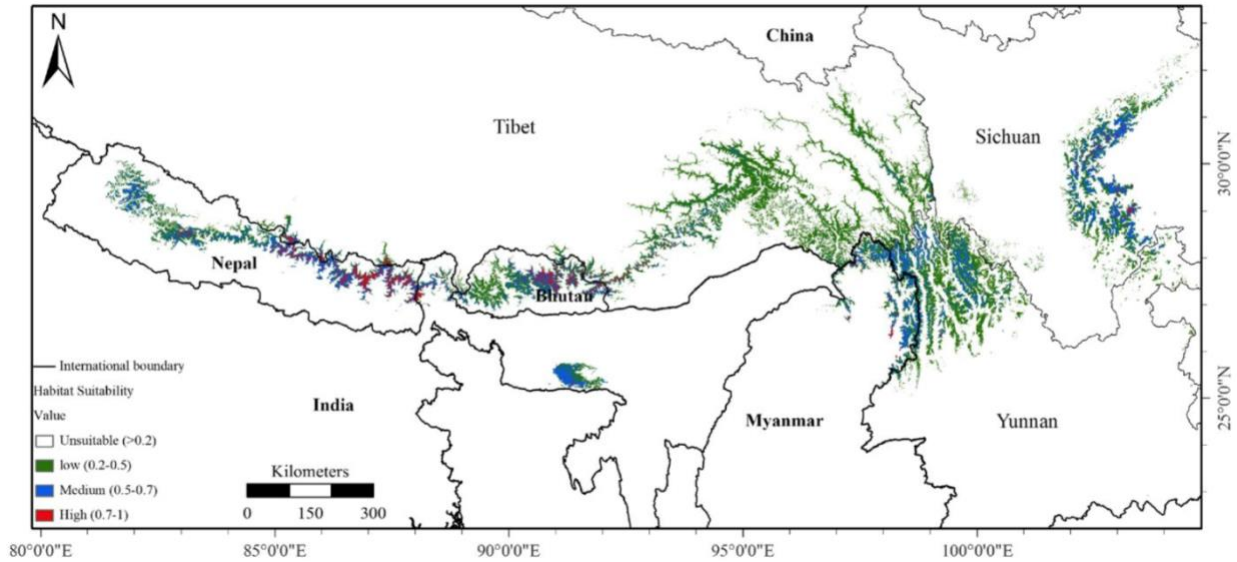 N
China
Tibet
Sichuan
Nepal
Bhutan
International boundary
Habitat Suitability
Value
Unsuitable (>0.2)
low (0.2-0.5)
Medium (0.5-0.7)
High (0.7-1)
India
Myanmar
Yunnan
Kilometers
0 150 300
30°0'0"N
25°0'0"N
80°0'0"E 85°0'0"E 90°0'0"E 95°0'0"E 100°0'0"E